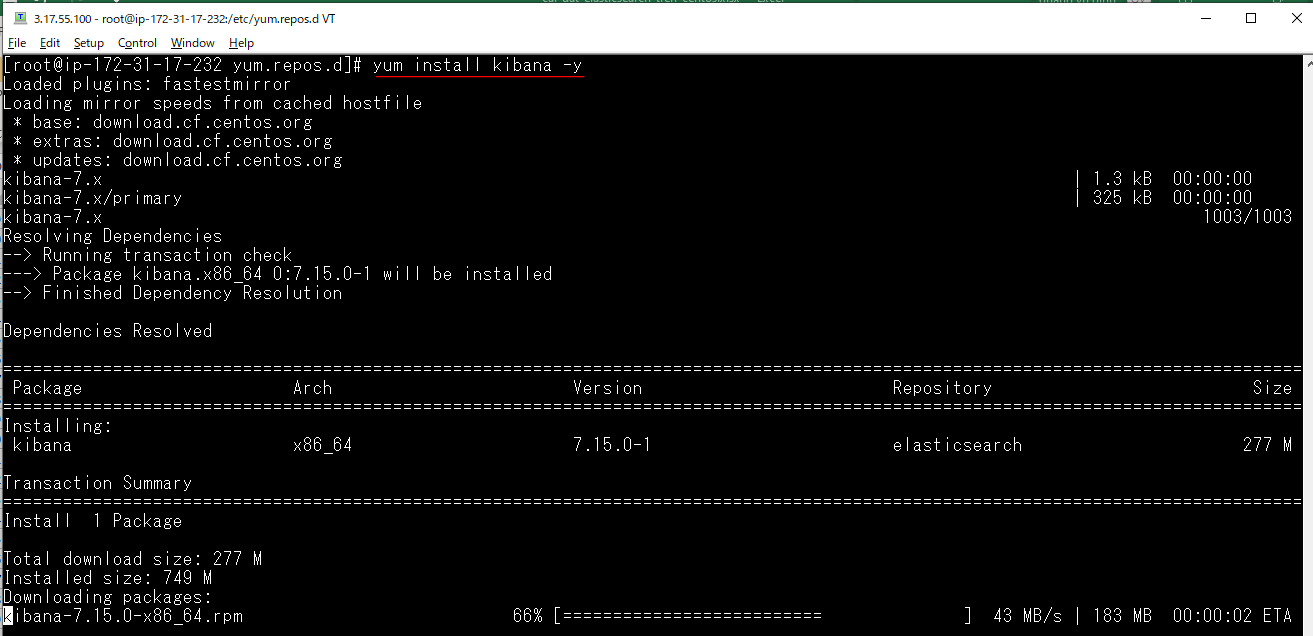 3.17.55.100 - root@ip-172-31-17-232:/etc/yum.repos.d VT
File Edit Setup Control Window Help
[root@ip-172-31-17-232 yum.repos.d]# yum install kibana -y
Loaded plugins: fastestmirror
Loading mirror speeds from cached hostfile
 * base: download.cf.centos.org
 * extras: download.cf.centos.org
 * updates: download.cf.centos.org
kibana-7.x | 1.3 kB 00:00:00
kibana-7.x/primary | 325 kB 00:00:00
kibana-7.x 1003/1003
Resolving Dependencies
--> Running transaction check
---> Package kibana.x86_64 0:7.15.0-1 will be installed
--> Finished Dependency Resolution
Dependencies Resolved
================================================================================
Package Arch Version Repository Size
================================================================================
Installing:
kibana x86_64 7.15.0-1 elasticsearch 277 M
Transaction Summary
================================================================================
Install 1 Package
Total download size: 277 M
Installed size: 749 M
Downloading packages:
kibana-7.15.0-x86_64.rpm 66% [========================== ] 43 MB/s | 183 MB 00:00:02 ETA